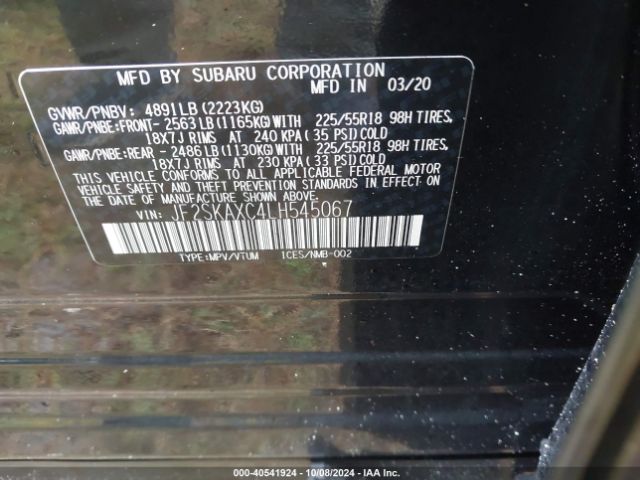 MFD BY SUBARU CORPORATION
MFD IN 03/20
GVWR/PNBV: 4891LB(2223KG)
GAWR/PNBE:FRONT- 2563LB(1165KG)WITH 225/55R18 98H TIRES,
18X7J RIMS AT 240 KPA(35 PSI)COLD
GAWR/PNBE:REAR - 2486LB(1130KG)WITH 225/55R18 98H TIRES,
18X7J RIMS AT 230 KPA(33 PSI)COLD
THIS VEHICLE CONFORMS TO ALL APPLICABLE FEDERAL MOTOR
VEHICLE SAFETY AND THEFT PREVENTION STANDARDS IN EFFECT ON
THE DATE OF MANUFACTURE SHOWN ABOVE.
VIN: JF2SKAXC4LH545067
TYPE:MPV/VTUM ICES/NMB-002
000-40541924 - 10/08/2024 - IAA Inc.